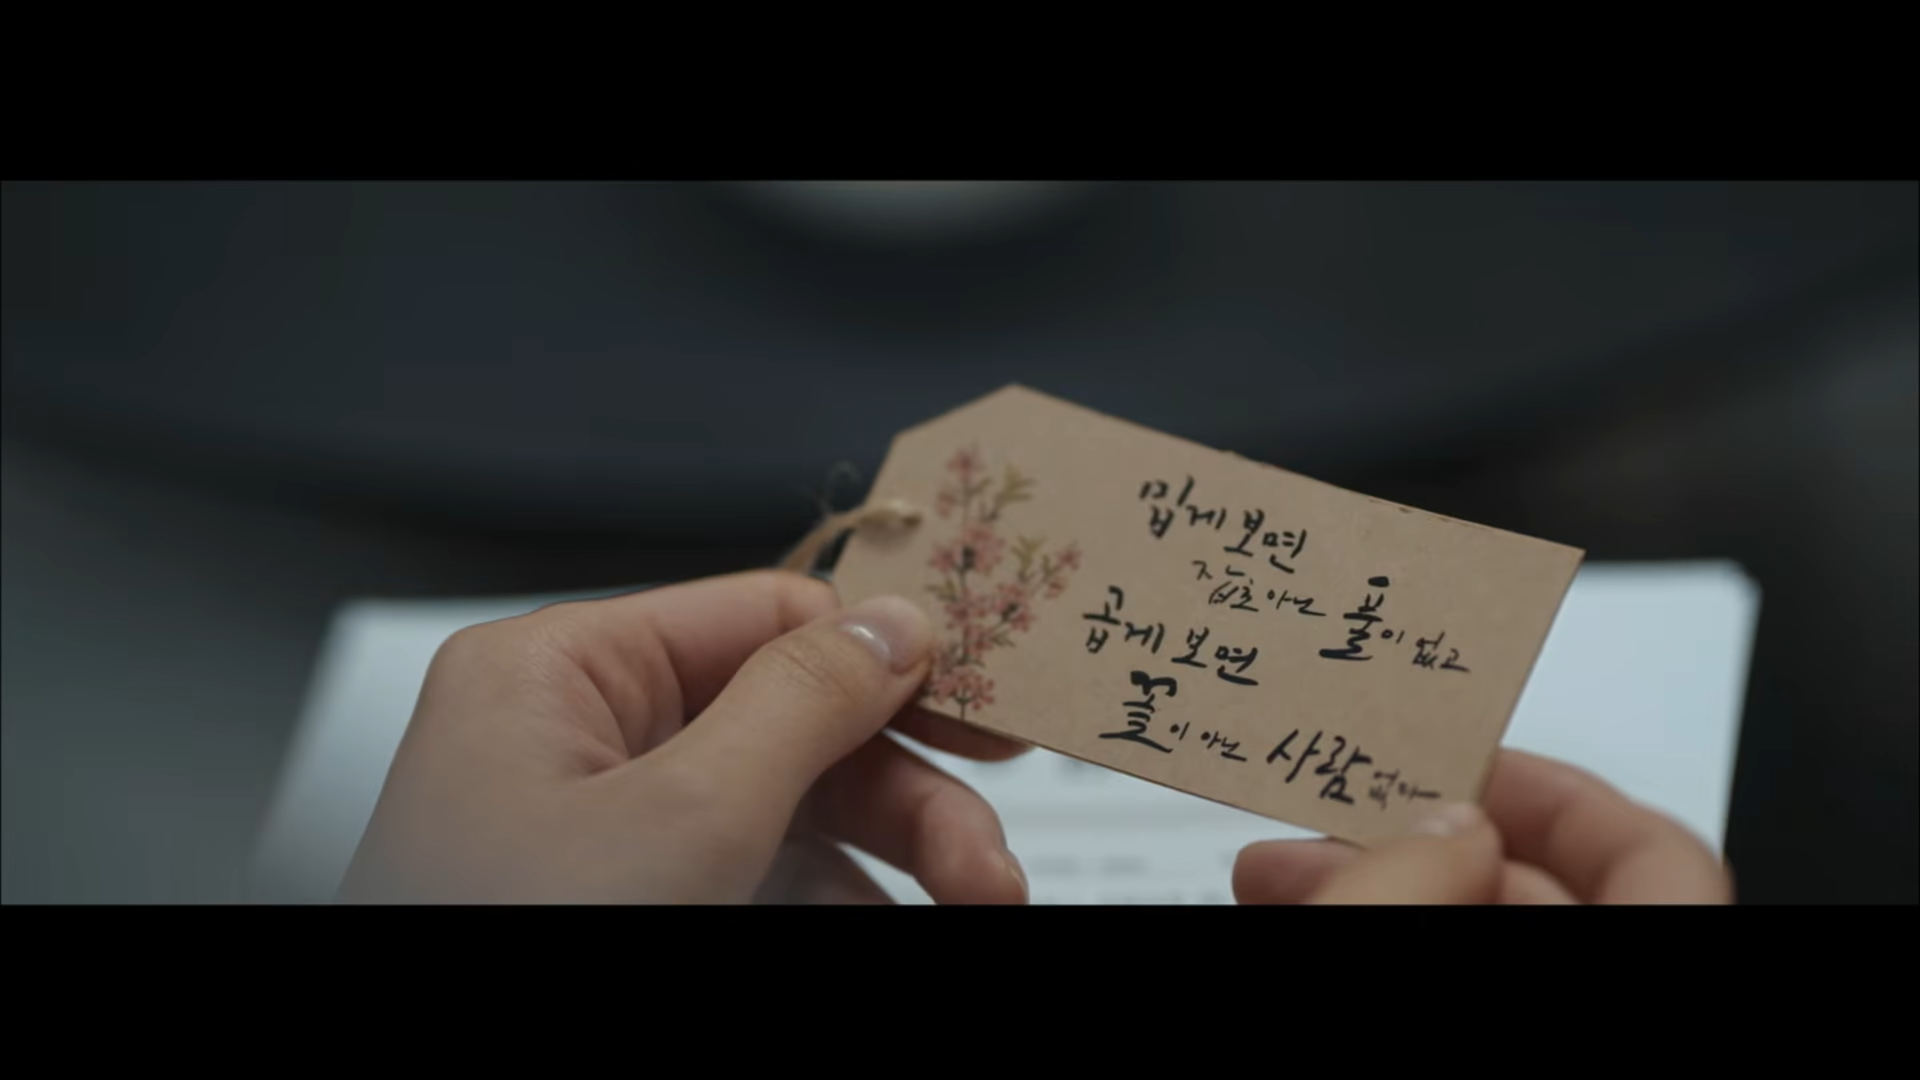 밉게 보면
잡초 아닌 풀이 없고
곱게 보면
꽃이 아닌 사람 없다